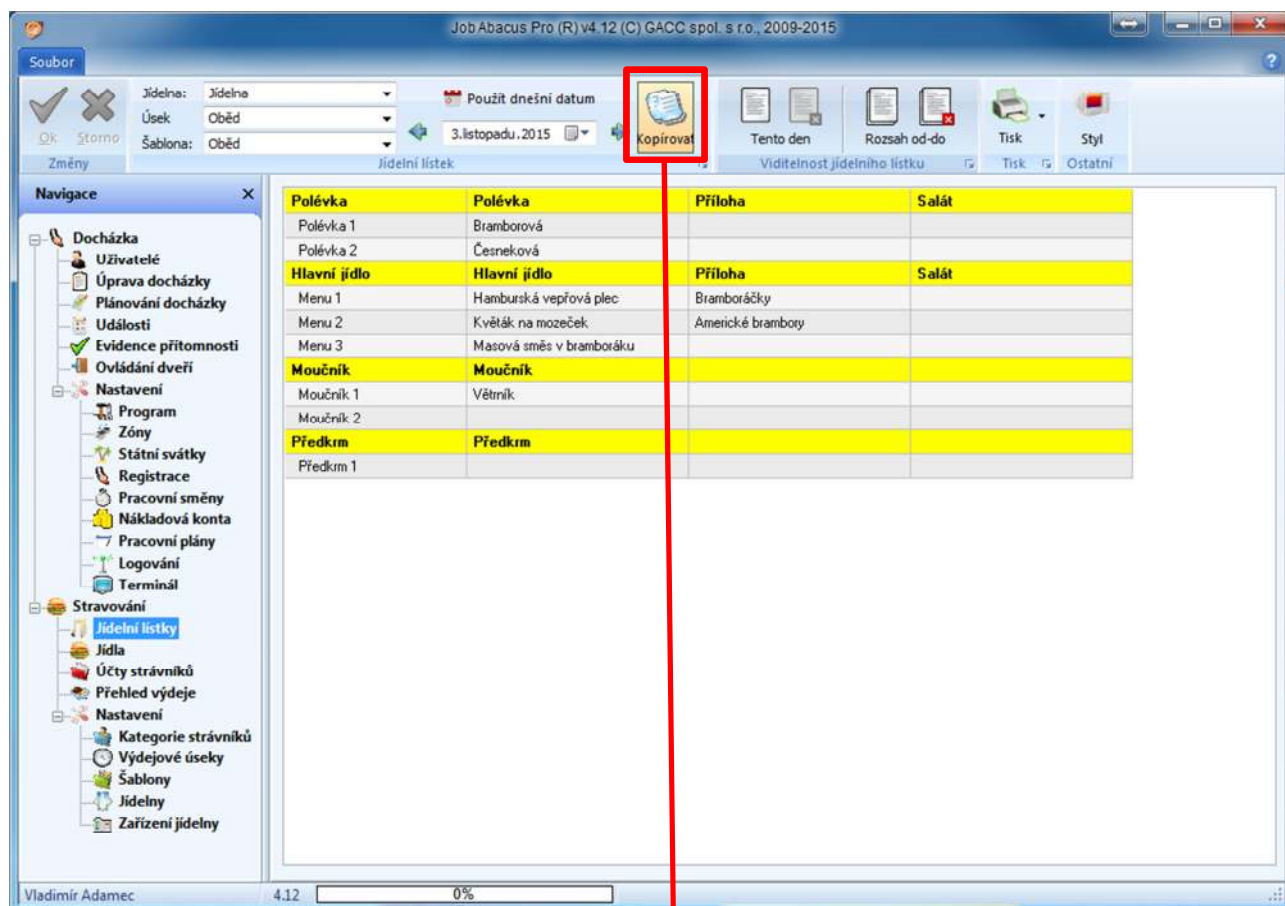 Job Abacus Pro (R) v4.12 (C) GACC spol. s r.o., 2009-2015
Soubor
Ok
Storno
Změny
Jídelna: Jídelna
Úsek Oběd
Šablona: Oběd
Použít dnešní datum
3.listopadu.2015
Jídelní lístek
Kopírovat
Tento den
Rozsah od-do
Viditelnost jídelního lístku
Tisk
Tisk
Styl
Ostatní
Navigace
Docházka
Uživatelé
Úprava docházky
Plánování docházky
Události
Evidence přítomnosti
Ovládání dveří
Nastavení
Program
Zóny
Státní svátky
Registrace
Pracovní směny
Nákladová konta
Pracovní plány
Logování
Terminál
Stravování
Jídelní lístky
Jídla
Účty strávníků
Přehled výdeje
Nastavení
Kategorie strávníků
Výdejové úseky
Šablony
Jídelny
Zařízení jídelny
Polévka Polévka Příloha Salát
Polévka 1 Bramborová
Polévka 2 Česneková
Hlavní jídlo Hlavní jídlo Příloha Salát
Menu 1 Hamburská vepřová plec Bramboráčky
Menu 2 Květák na mozeček Americké brambory
Menu 3 Masová směs v bramboráku
Moučník Moučník
Moučník 1 Větrník
Moučník 2
Předkrm Předkrm
Předkrm 1
Vladimír Adamec 4.12 0%